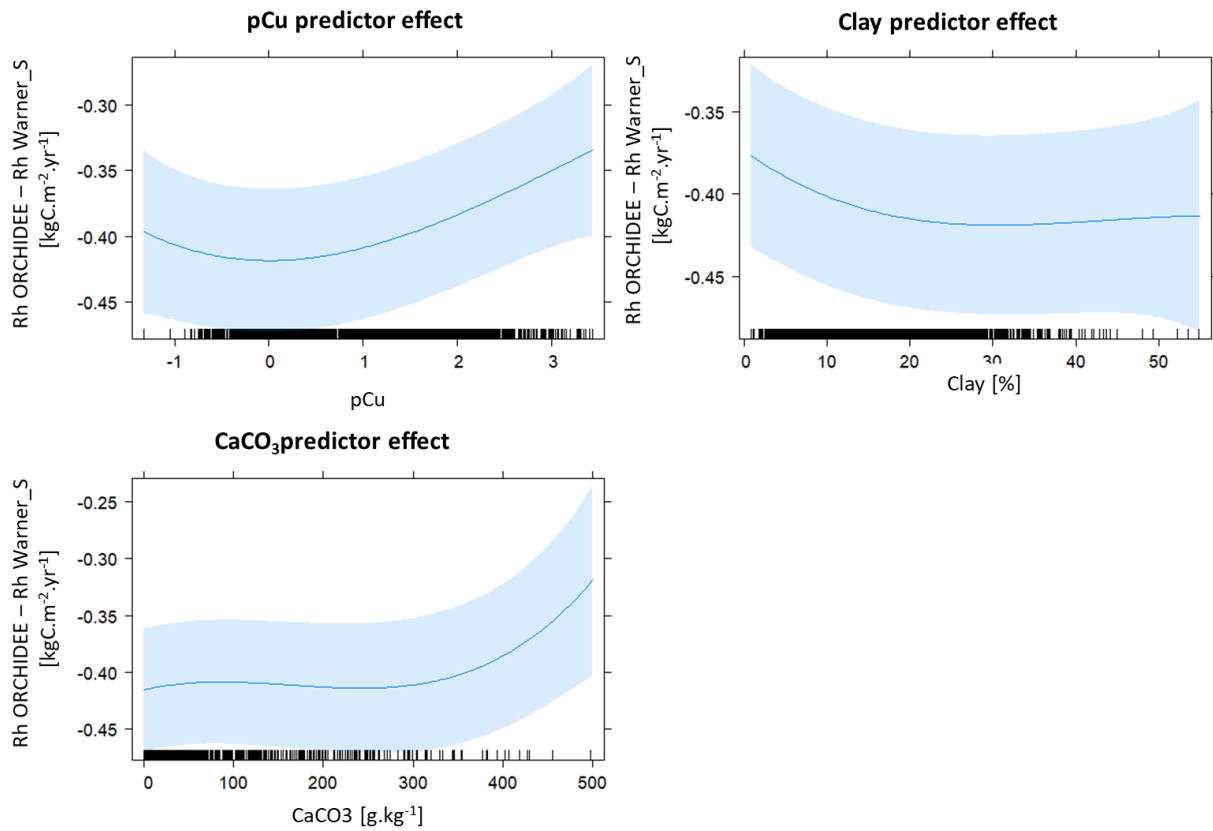 pCu predictor effect
Rh ORCHIDEE – Rh Warner_S
[kgC.m-2.yr-1]
-0.30
-0.35
-0.40
-0.45
-1
0
1
2
3
pCu
Clay predictor effect
Rh ORCHIDEE – Rh Warner_S
[kgC.m-2.yr-1]
-0.35
-0.40
-0.45
0
10
20
30
40
50
Clay [%]
CaCO3predictor effect
Rh ORCHIDEE – Rh Warner_S
[kgC.m-2.yr-1]
-0.25
-0.30
-0.35
-0.40
-0.45
0
100
200
300
400
500
CaCO3 [g.kg-1]